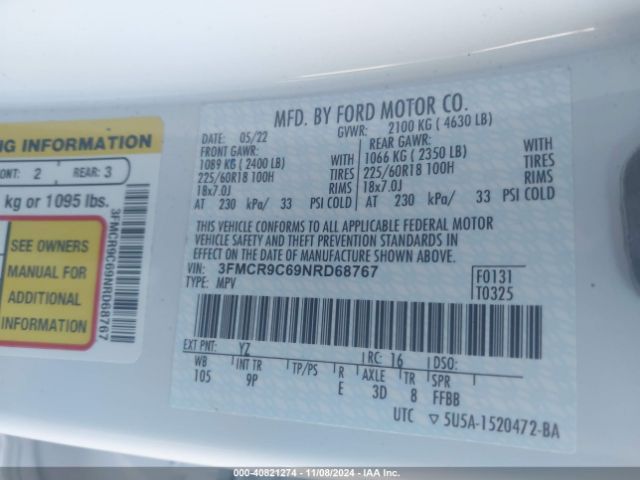 NG INFORMATION
ONT: 2 REAR: 3
kg or 1095 lbs.
SEE OWNERS
MANUAL FOR
ADDITIONAL
INFORMATION
3FMCR9C69NRD68767
MFD. BY FORD MOTOR CO.
DATE: 05/22 GVWR: 2100 KG ( 4630 LB)
FRONT GAWR: REAR GAWR:
1089 KG ( 2400 LB) WITH 1066 KG ( 2350 LB) WITH
225/60R18 100H TIRES 225/60R18 100H TIRES
18x7.0J RIMS 18x7.0J RIMS
AT 230 kPa/ 33 PSI COLD AT 230 kPa/ 33 PSI COLD
THIS VEHICLE CONFORMS TO ALL APPLICABLE FEDERAL MOTOR
VEHICLE SAFETY AND THEFT PREVENTION STANDARDS IN
EFFECT ON THE DATE OF MANUFACTURE SHOWN ABOVE.
VIN: 3FMCR9C69NRD68767 F0131
TYPE: MPV T0325
EXT PNT: YZ RC: 16 DSO:
WB INT TR TP/PS R AXLE TR SPR
105 9P E 3D 8 FFBB
UTC 5U5A-1520472-BA
000-40821274 - 11/08/2024 - IAA Inc.